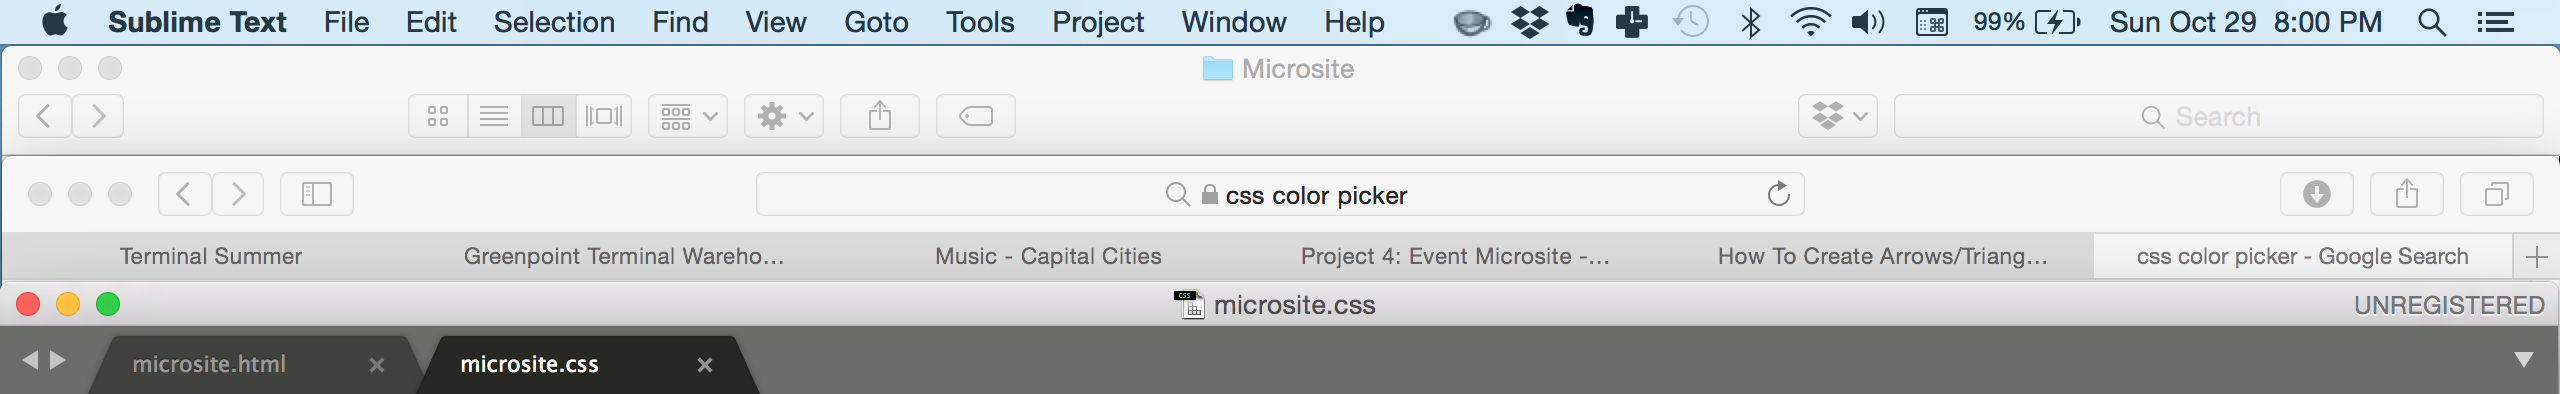 Sublime Text File Edit Selection Find View Goto Tools Project Window Help 99% Sun Oct 29 8:00 PM
Microsite
Search
css color picker
Terminal Summer Greenpoint Terminal Wareho... Music - Capital Cities Project 4: Event Microsite -... How To Create Arrows/Triang... css color picker - Google Search
CSS microsite.css UNREGISTERED
microsite.html microsite.css